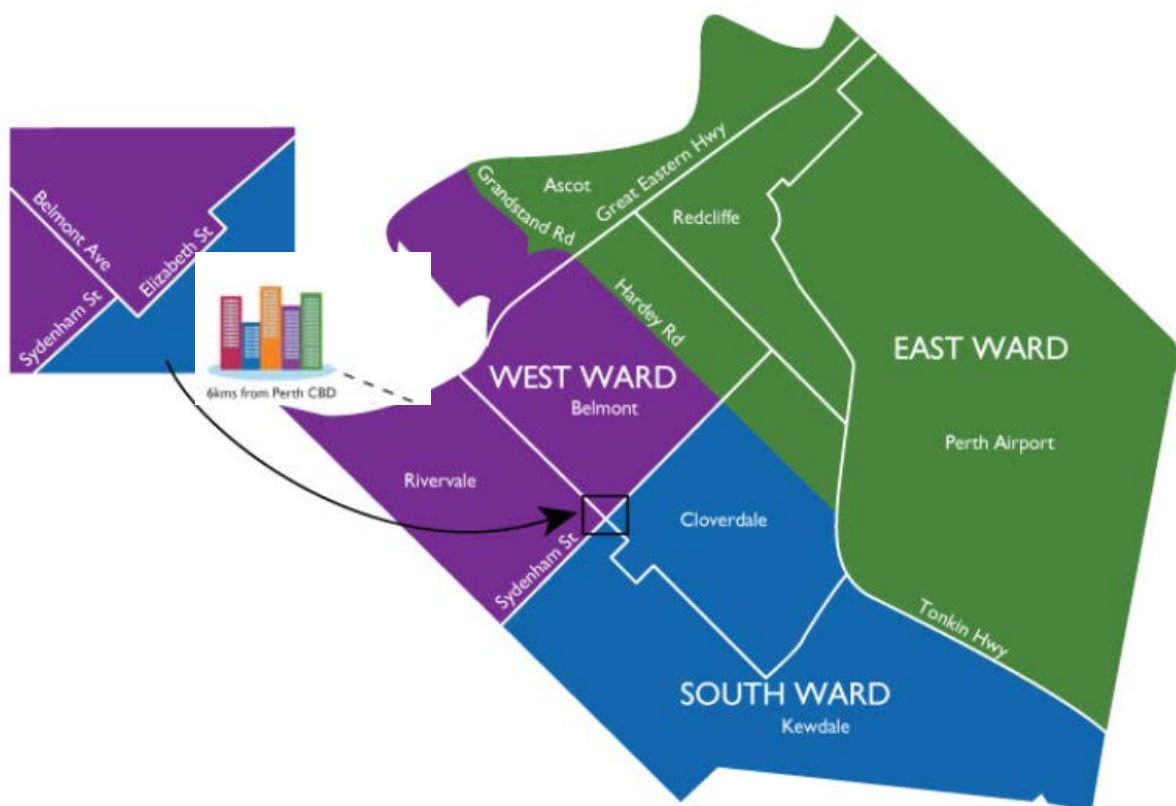 Belmont Ave
Elizabeth St
Sydenham St
6kms from Perth CBD
Grandstand Rd
Ascot
Great Eastern Hwy
Redcliffe
Hardey Rd
WEST WARD
Belmont
EAST WARD
Perth Airport
Rivervale
Cloverdale
Sydenham St
Tonkin Hwy
SOUTH WARD
Kewdale